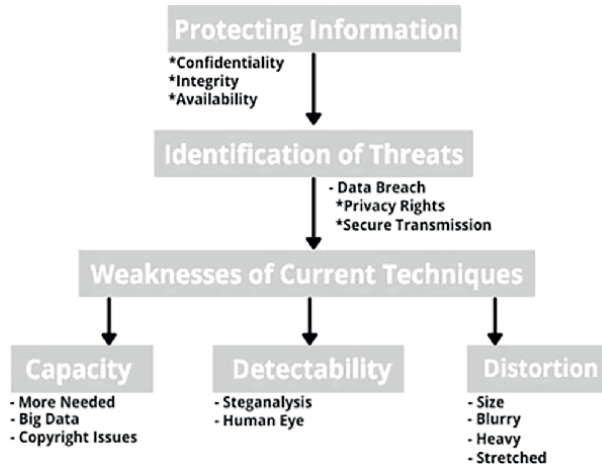 Protecting Information
*Confidentiality
*Integrity
*Availability
Identification of Threats
- Data Breach
*Privacy Rights
*Secure Transmission
Weaknesses of Current Techniques
Capacity
- More Needed
- Big Data
- Copyright Issues
Detectability
- Steganalysis
- Human Eye
Distortion
- Size
- Blurry
- Heavy
- Stretched